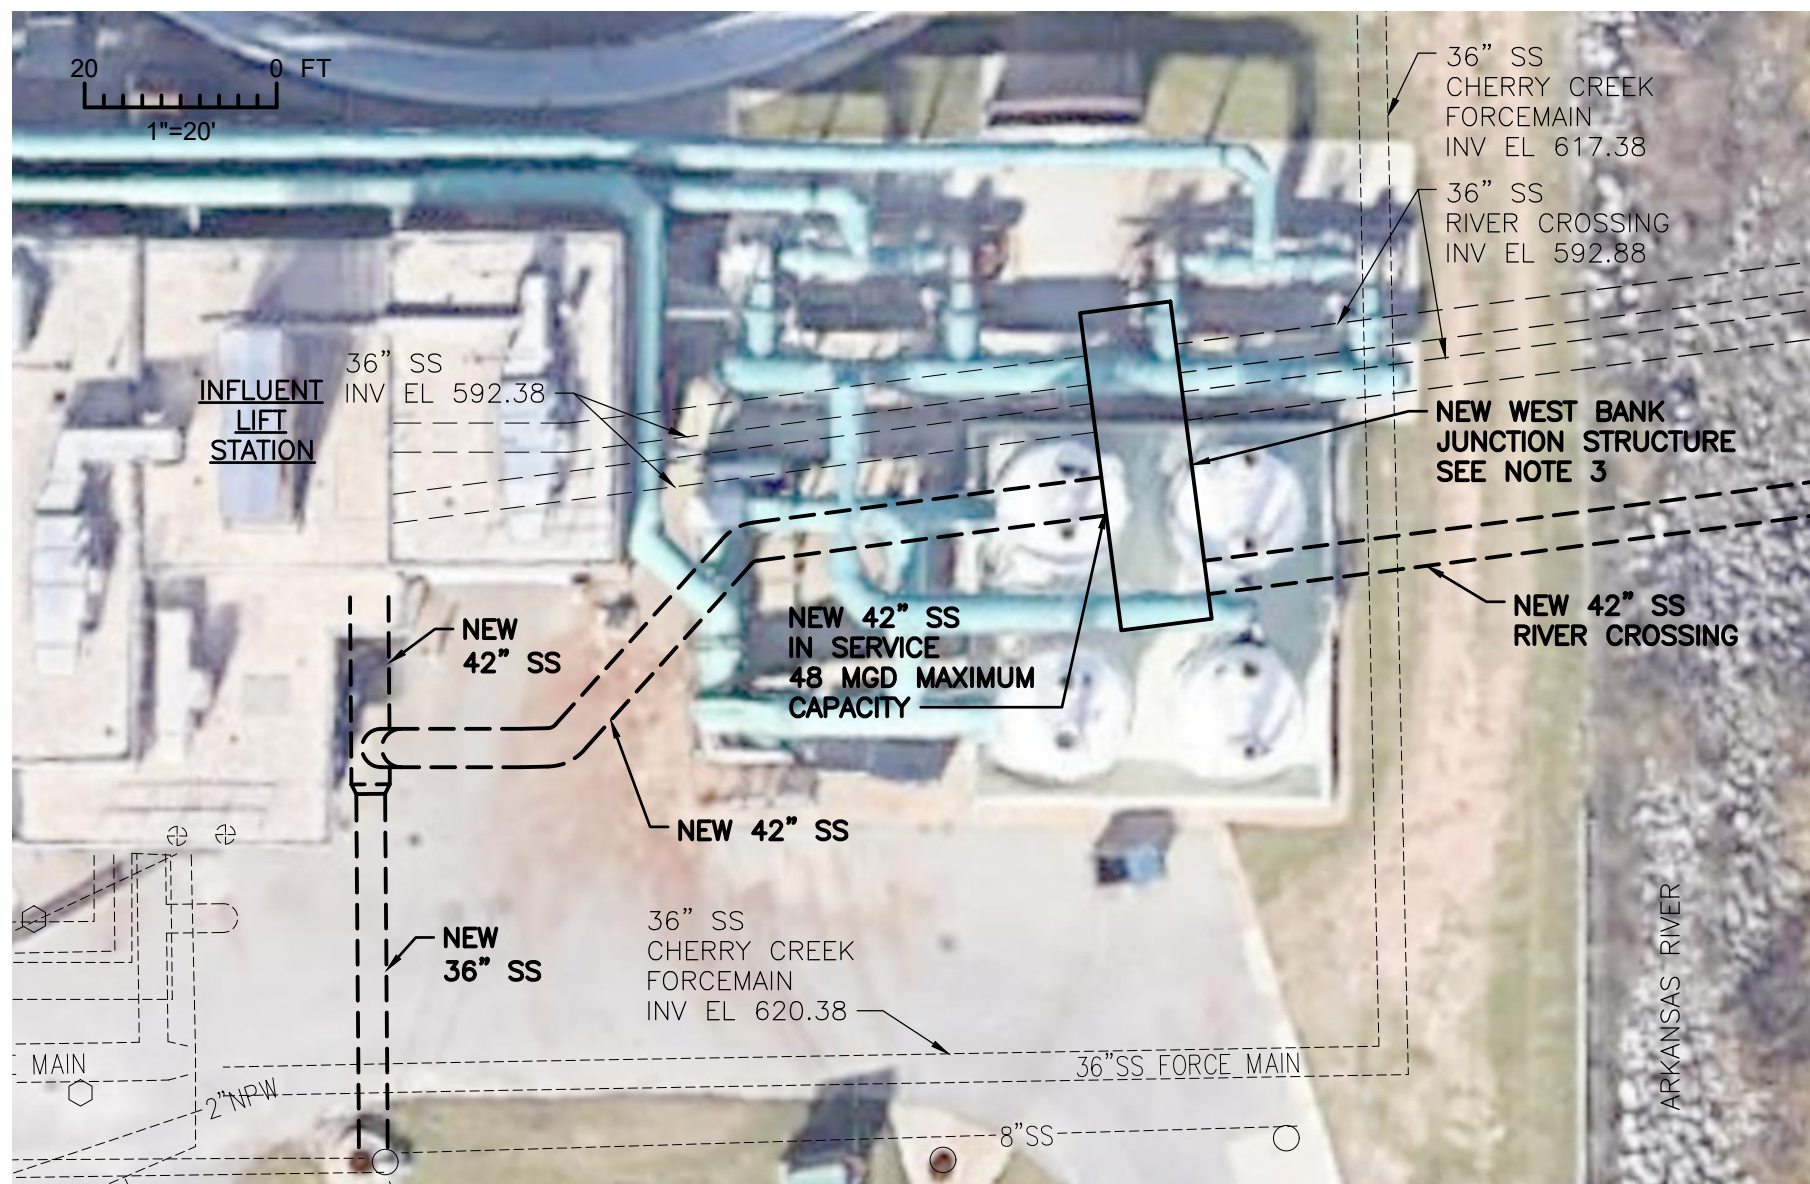 20 0 FT
1"=20'
36" SS
CHERRY CREEK
FORCEMAIN
INV EL 617.38
36" SS
RIVER CROSSING
INV EL 592.88
36" SS
INV EL 592.38
INFLUENT
LIFT
STATION
NEW WEST BANK
JUNCTION STRUCTURE
SEE NOTE 3
NEW 42" SS
RIVER CROSSING
NEW
42" SS
NEW 42" SS
IN SERVICE
48 MGD MAXIMUM
CAPACITY
NEW 42" SS
NEW
36" SS
36" SS
CHERRY CREEK
FORCEMAIN
INV EL 620.38
MAIN
2"NPW
36"SS FORCE MAIN
8"SS
ARKANSAS RIVER